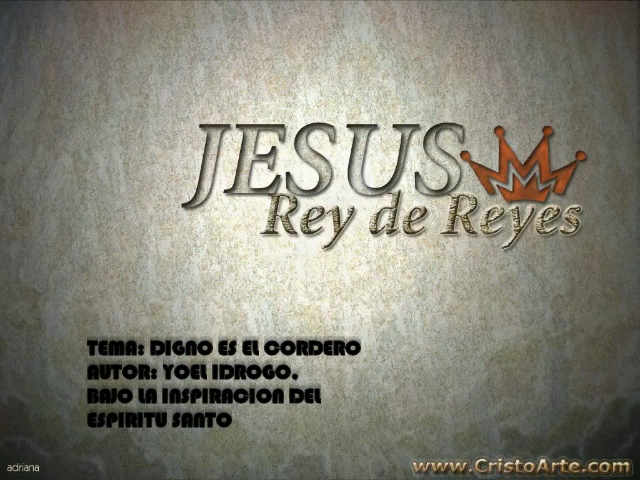 JESUS
Rey de Reyes
TEMA: DIGNO ES EL CORDERO
AUTOR: YOEL IDROGO,
BAJO LA INSPIRACION DEL
ESPIRITU SANTO
adriana
www.CristoArte.com